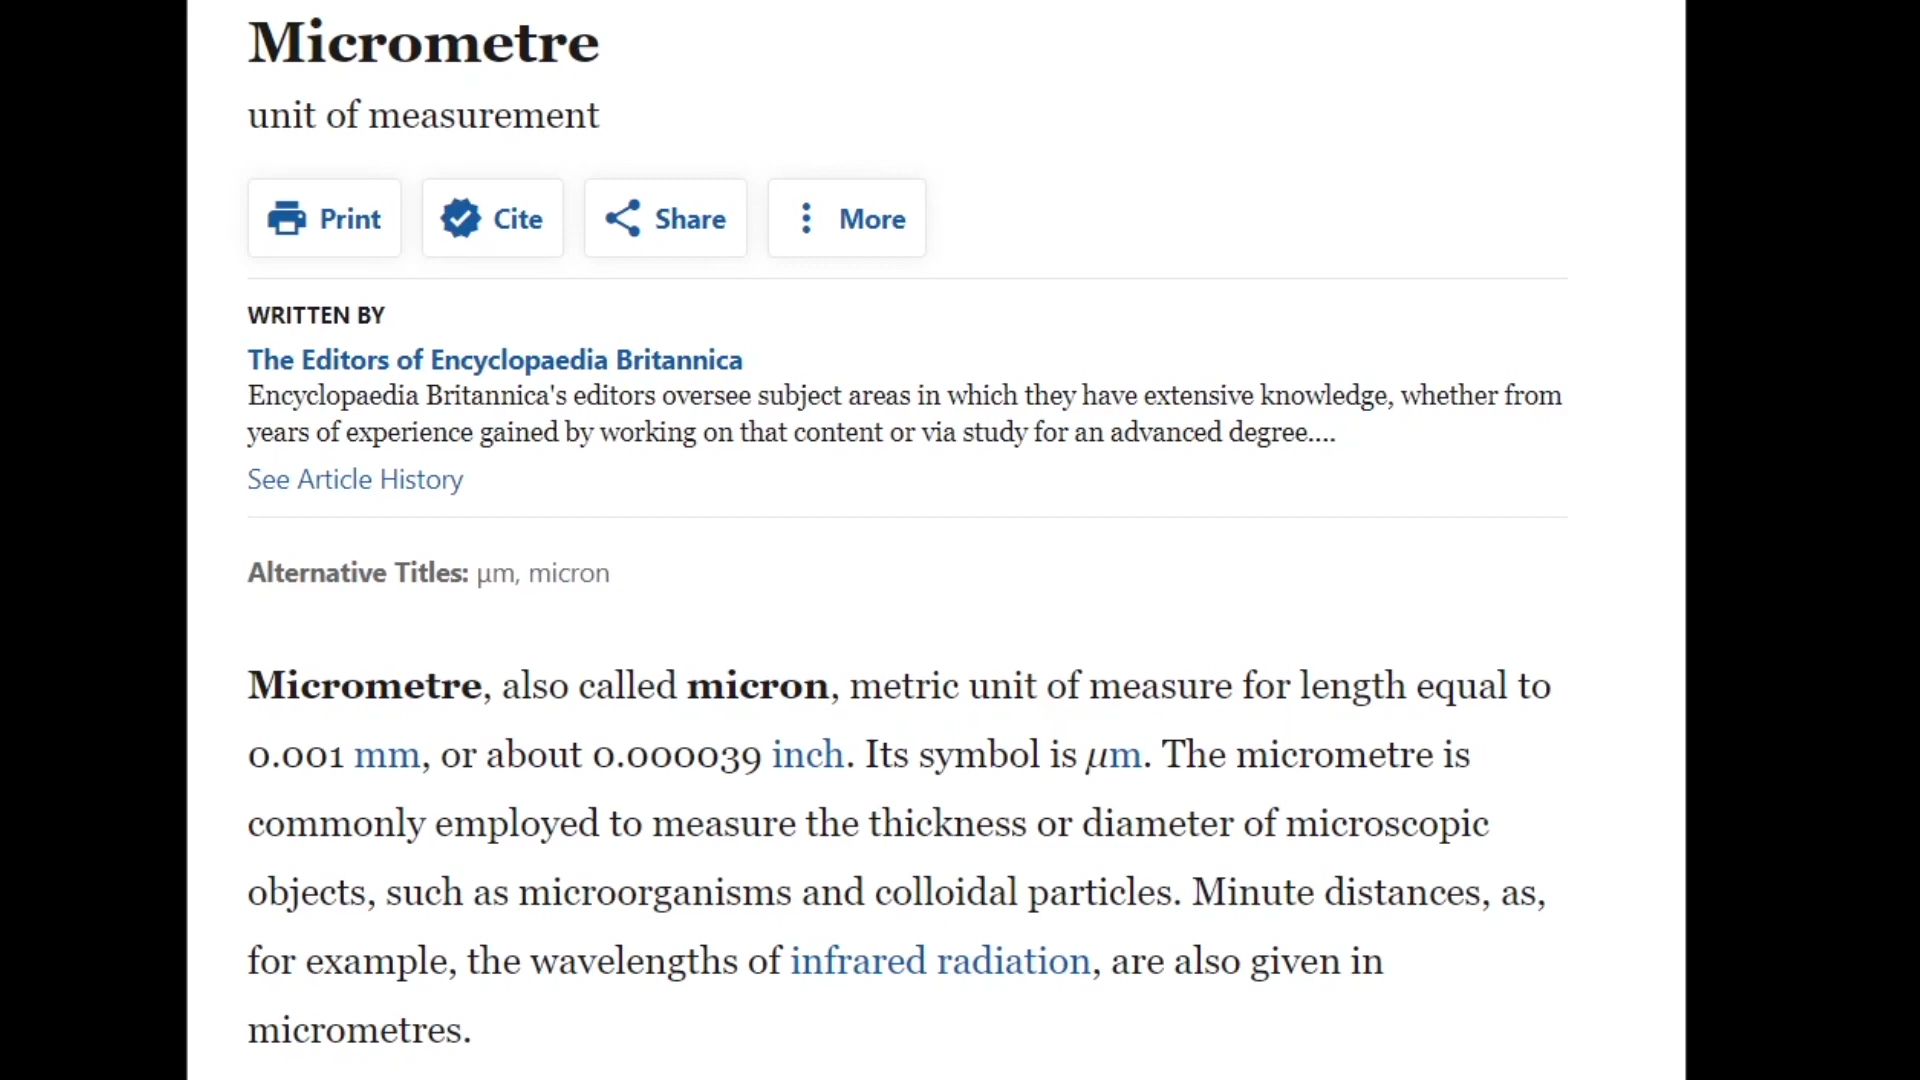 Micrometre
unit of measurement
Print Cite Share More
WRITTEN BY
The Editors of Encyclopaedia Britannica
Encyclopaedia Britannica's editors oversee subject areas in which they have extensive knowledge, whether from
years of experience gained by working on that content or via study for an advanced degree....
See Article History
Alternative Titles: μm, micron
Micrometre, also called micron, metric unit of measure for length equal to
0.001 mm, or about 0.000039 inch. Its symbol is μm. The micrometre is
commonly employed to measure the thickness or diameter of microscopic
objects, such as microorganisms and colloidal particles. Minute distances, as,
for example, the wavelengths of infrared radiation, are also given in
micrometres.